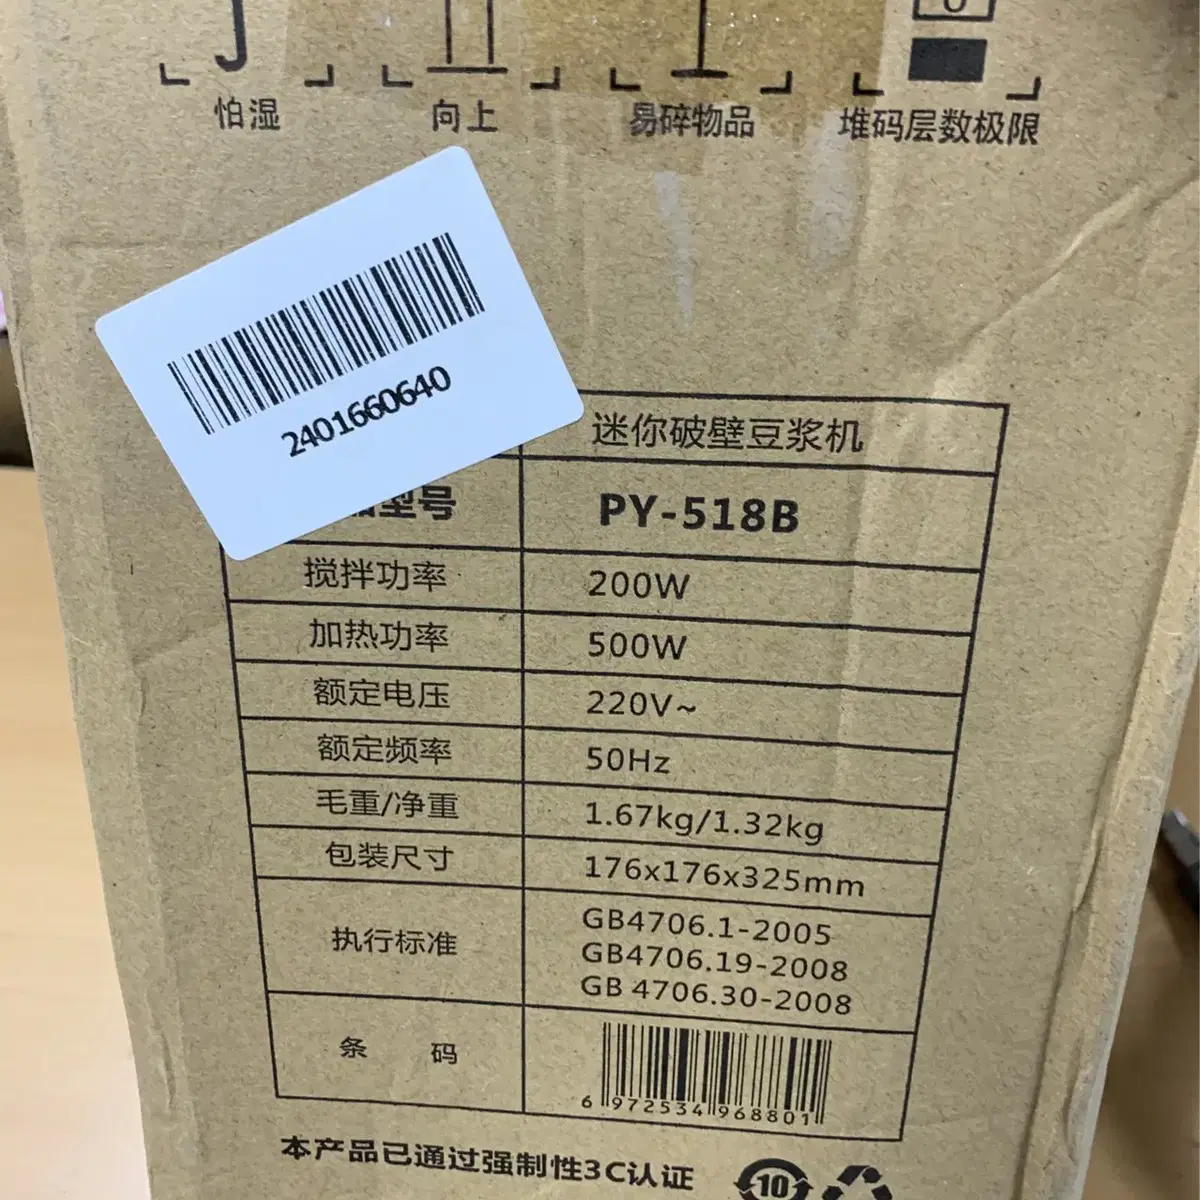 怕湿
向上
易碎物品
堆码层数极限
2401660640
迷你破壁豆浆机
型号
PY-518B
搅拌功率
200W
加热功率
500W
额定电压
220V~
额定频率
50Hz
毛重/净重
1.67kg/1.32kg
包装尺寸
176x176x325mm
执行标准
GB4706.1-2005
GB4706.19-2008
GB 4706.30-2008
条 码
6 972534 968801
本产品已通过强制性3C认证
10